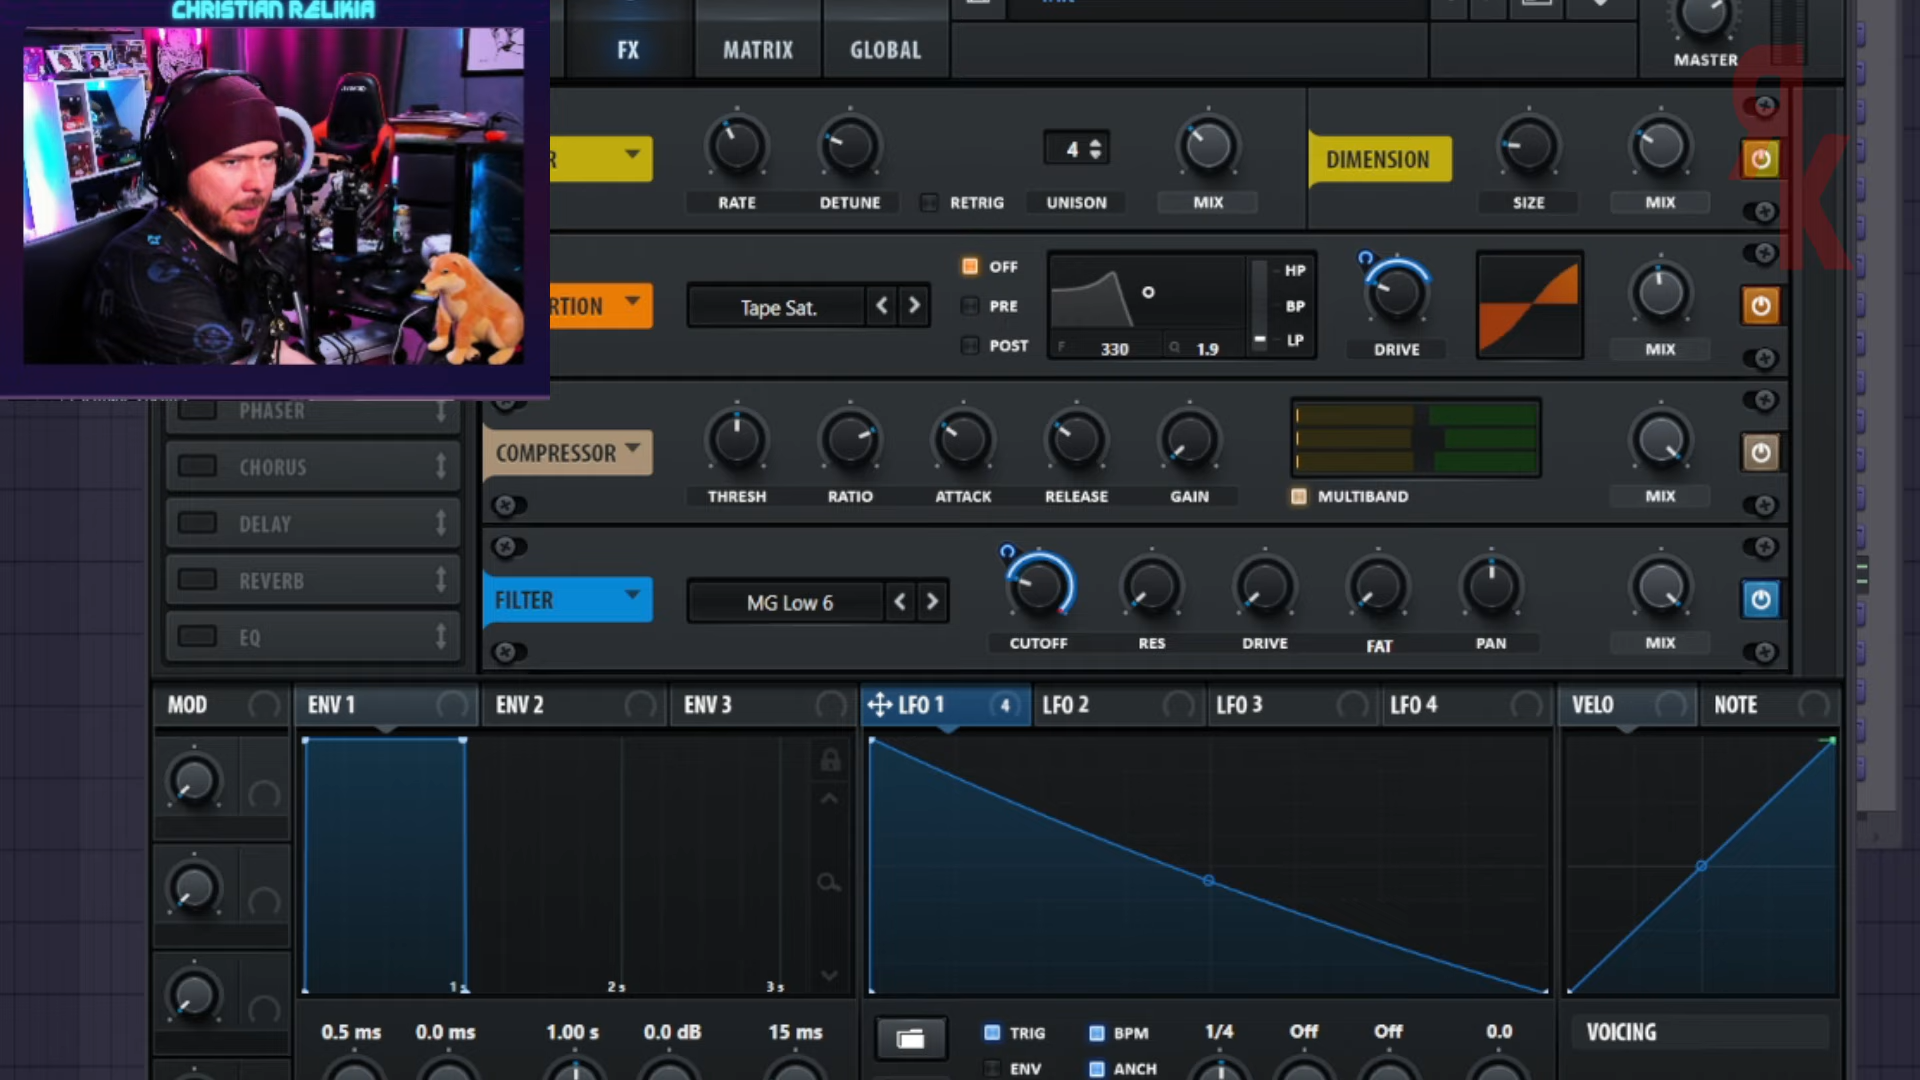 CHRISTIAN RELIKIA
FX
MATRIX
GLOBAL
MASTER
R
RATE
DETUNE
RETRIG
4
UNISON
MIX
DIMENSION
SIZE
MIX
RTION
Tape Sat.
OFF
PRE
POST
F 330 Q 1.9
HP
BP
LP
DRIVE
MIX
PHASER
CHORUS
DELAY
REVERB
EQ
COMPRESSOR
THRESH
RATIO
ATTACK
RELEASE
GAIN
MULTIBAND
MIX
FILTER
MG Low 6
CUTOFF
RES
DRIVE
FAT
PAN
MIX
MOD
ENV 1
ENV 2
ENV 3
LFO 1
4
LFO 2
LFO 3
LFO 4
VELO
NOTE
1s
2s
3s
0.5 ms
0.0 ms
1.00 s
0.0 dB
15 ms
TRIG
ENV
BPM
ANCH
1/4
Off
Off
0.0
VOICING